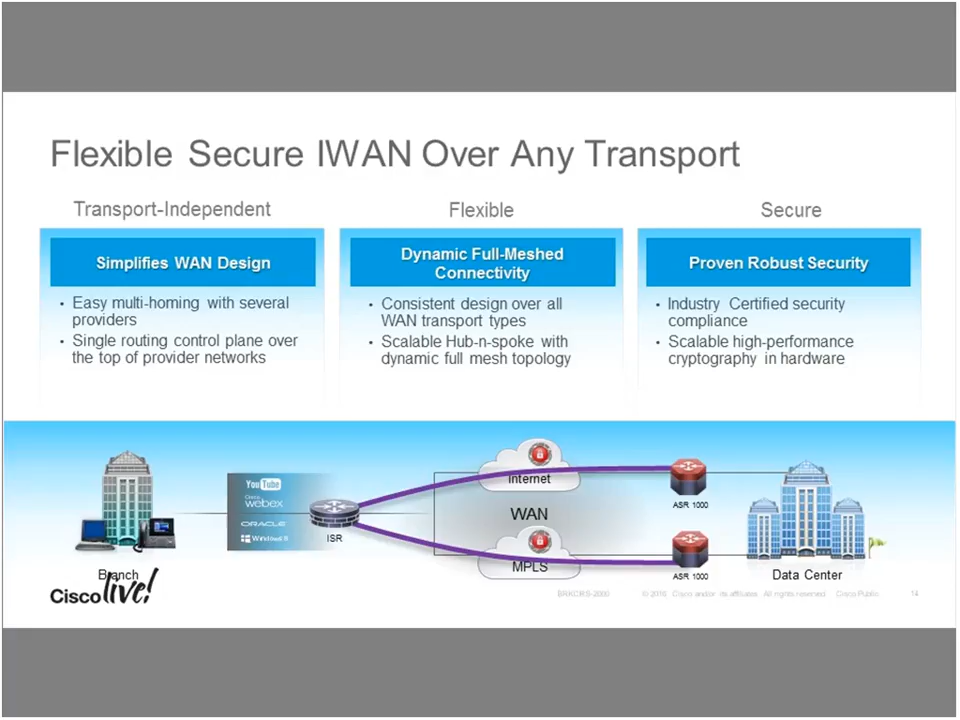 Flexible Secure IWAN Over Any Transport
Transport-Independent
Simplifies WAN Design
• Easy multi-homing with several
providers
• Single routing control plane over
the top of provider networks
Flexible
Dynamic Full-Meshed
Connectivity
• Consistent design over all
WAN transport types
• Scalable Hub-n-spoke with
dynamic full mesh topology
Secure
Proven Robust Security
• Industry Certified security
compliance
• Scalable high-performance
cryptography in hardware
YouTube
Cisco
webex
ORACLE
Windows 8
ISR
Internet
WAN
MPLS
ASR 1000
ASR 1000
Branch
Data Center
Cisco live!
BRKCRS-2000
© 2016 Cisco and/or its affiliates. All rights reserved. Cisco Public
14